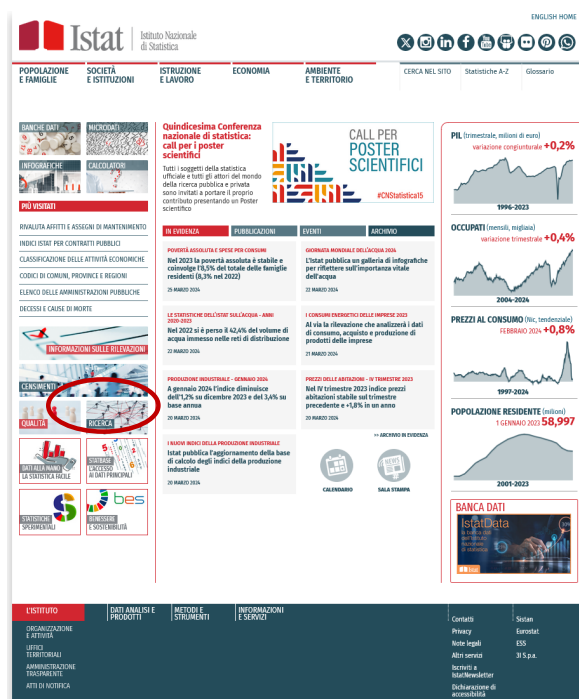 ENGLISH HOME
Istat
Istituto Nazionale
di Statistica
POPOLAZIONE
E FAMIGLIE
SOCIETÀ
E ISTITUZIONI
ISTRUZIONE
E LAVORO
ECONOMIA
AMBIENTE
E TERRITORIO
CERCA NEL SITO
Statistiche A-Z
Glossario
BANCHE DATI
MICRODATI
INFOGRAFICHE
CALCOLATORI
PIÙ VISITATI
RIVALUTA AFFITTI E ASSEGNI DI MANTENIMENTO
INDICI ISTAT PER CONTRATTI PUBBLICI
CLASSIFICAZIONE DELLE ATTIVITÀ ECONOMICHE
CODICI DI COMUNI, PROVINCE E REGIONI
ELENCO DELLE AMMINISTRAZIONI PUBBLICHE
DECESSI E CAUSE DI MORTE
INFORMAZIONI SULLE RILEVAZIONI
CENSIMENTI
QUALITÀ
RICERCA
DATI ALLA MANO
LA STATISTICA FACILE
STATBASE
L'ACCESSO
AI DATI PRINCIPALI
STATISTICHE
SPERIMENTALI
bes
BENESSERE
E SOSTENIBILITÀ
Quindicesima Conferenza
nazionale di statistica:
call per i poster
scientifici
Tutti i soggetti della statistica
ufficiale e tutti gli attori del mondo
della ricerca pubblica e privata
sono invitati a portare il proprio
contributo presentando un Poster
scientifico
CALL PER
POSTER
SCIENTIFICI
#CNStatistica15
IN EVIDENZA
PUBBLICAZIONI
EVENTI
ARCHIVIO
POVERTÀ ASSOLUTA E SPESE PER CONSUMI
Nel 2023 la povertà assoluta è stabile e
coinvolge l'8,5% del totale delle famiglie
residenti (8,3% nel 2022)
25 MARZO 2024
GIORNATA MONDIALE DELL'ACQUA 2024
L'Istat pubblica un galleria di infografiche
per riflettere sull'importanza vitale
dell'acqua
22 MARZO 2024
LE STATISTICHE DELL'ISTAT SULL'ACQUA - ANNI
2020-2023
Nel 2022 si è perso il 42,4% del volume di
acqua immesso nelle reti di distribuzione
22 MARZO 2024
I CONSUMI ENERGETICI DELLE IMPRESE 2023
Al via la rilevazione che analizzerà i dati
di consumo, acquisto e produzione di
prodotti delle imprese
21 MARZO 2024
PRODUZIONE INDUSTRIALE - GENNAIO 2024
A gennaio 2024 l'indice diminuisce
dell'1,2% su dicembre 2023 e del 3,4% su
base annua
20 MARZO 2024
PREZZI DELLE ABITAZIONI - IV TRIMESTRE 2023
Nel IV trimestre 2023 indice prezzi
abitazioni stabile sul trimestre
precedente e +1,8% in un anno
20 MARZO 2024
I NUOVI INDICI DELLA PRODUZIONE INDUSTRIALE
Istat pubblica l'aggiornamento della base
di calcolo degli indici della produzione
industriale
20 MARZO 2024
>> ARCHIVIO IN EVIDENZA
CALENDARIO
NEWS
SALA STAMPA
PIL (trimestrale, milioni di euro)
variazione congiunturale +0,2%
1996-2023
OCCUPATI (mensili, migliaia)
variazione trimestrale +0,4%
2004-2024
PREZZI AL CONSUMO (Nic, tendenziale)
FEBBRAIO 2024 +0,8%
1997-2024
POPOLAZIONE RESIDENTE (milioni)
1 GENNAIO 2023 58,997
2001-2023
BANCA DATI
IstatData
la banca dati
dell'Istituto
nazionale
di statistica
L'ISTITUTO
ORGANIZZAZIONE
E ATTIVITÀ
UFFICI
TERRITORIALI
AMMINISTRAZIONE
TRASPARENTE
ATTI DI NOTIFICA
DATI ANALISI E
PRODOTTI
METODI E
STRUMENTI
INFORMAZIONI
E SERVIZI
Contatti
Privacy
Note legali
Altri servizi
Iscriviti a
IstatNewsletter
Dichiarazione di
accessibilità
Sistan
Eurostat
ESS
3I S.p.a.